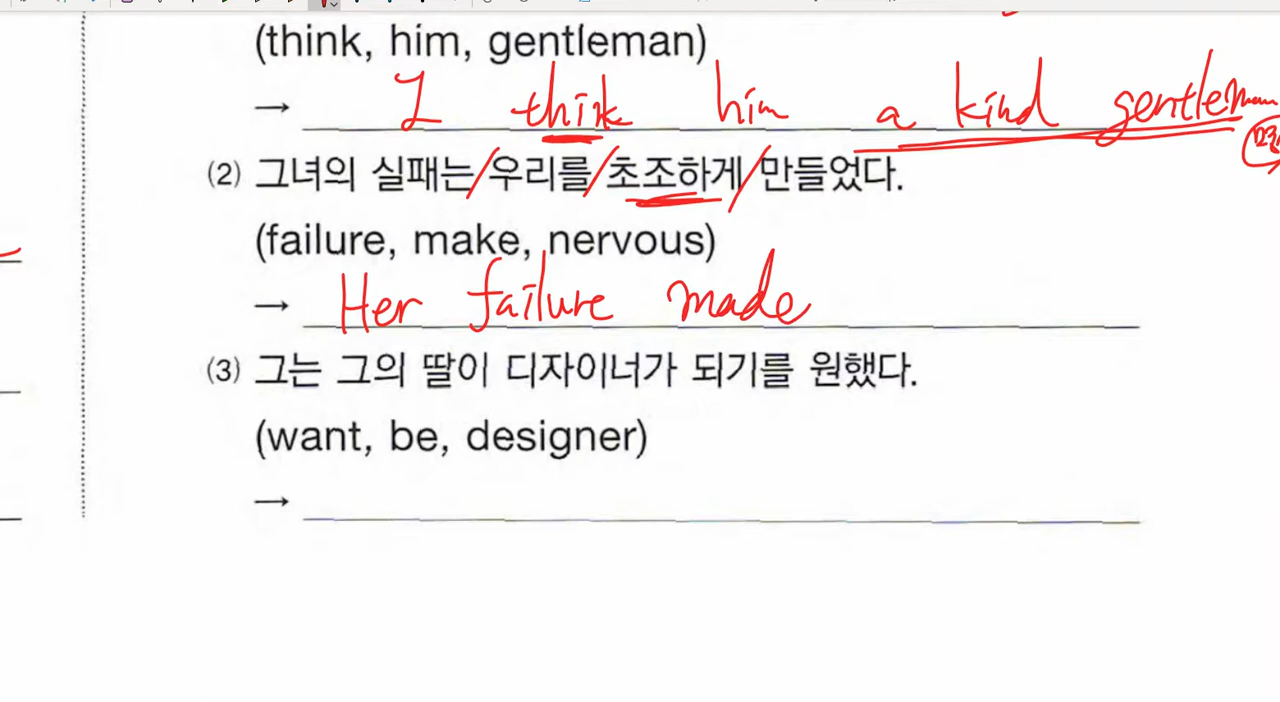 (think, him, gentleman)
→ I think him a kind gentleman
(2) 그녀의 실패는/우리를/초조하게/만들었다.
(failure, make, nervous)
→ Her failure made
(3) 그는 그의 딸이 디자이너가 되기를 원했다.
(want, be, designer)
→